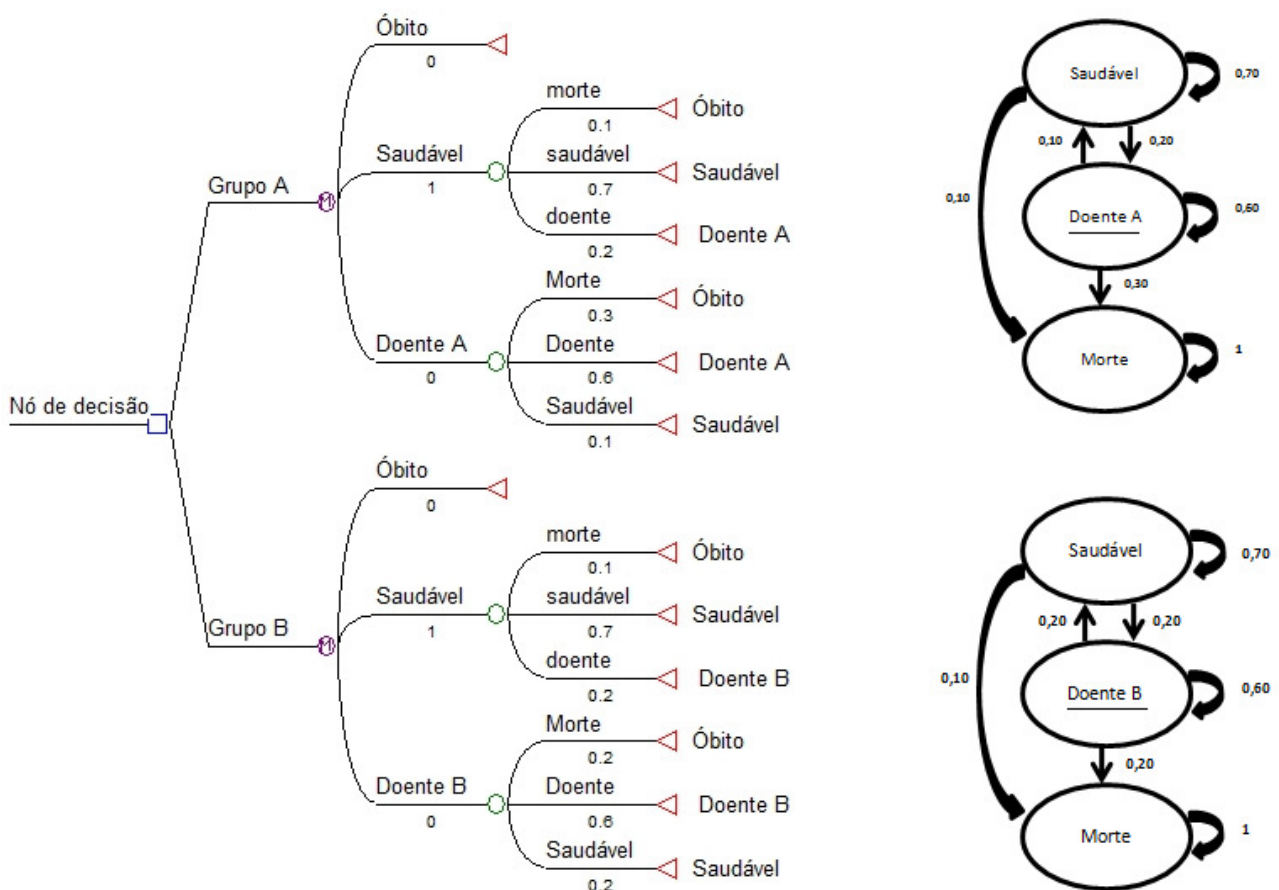 Óbito
0
morte
0.1
Óbito
Saudável
1
saudável
0.7
Saudável
Grupo A
doente
0.2
Doente A
Morte
0.3
Óbito
Doente A
0
Doente
0.6
Doente A
Saudável
0.1
Saudável
Nó de decisão
Óbito
0
morte
0.1
Óbito
Saudável
1
saudável
0.7
Saudável
Grupo B
doente
0.2
Doente B
Morte
0.2
Óbito
Doente B
0
Doente
0.6
Doente B
Saudável
0.2
Saudável
Saudável
0,70
0,10
0,20
0,10
Doente A
0,60
0,30
Morte
1
Saudável
0,70
0,20
0,20
0,10
Doente B
0,60
0,20
Morte
1